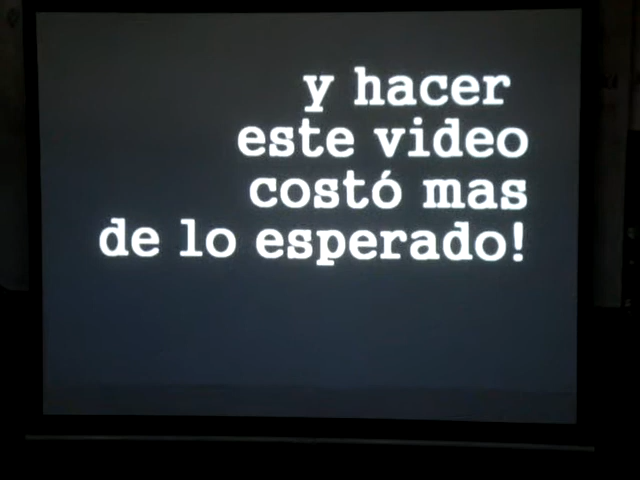 y hacer
este video
costó mas
de lo esperado!